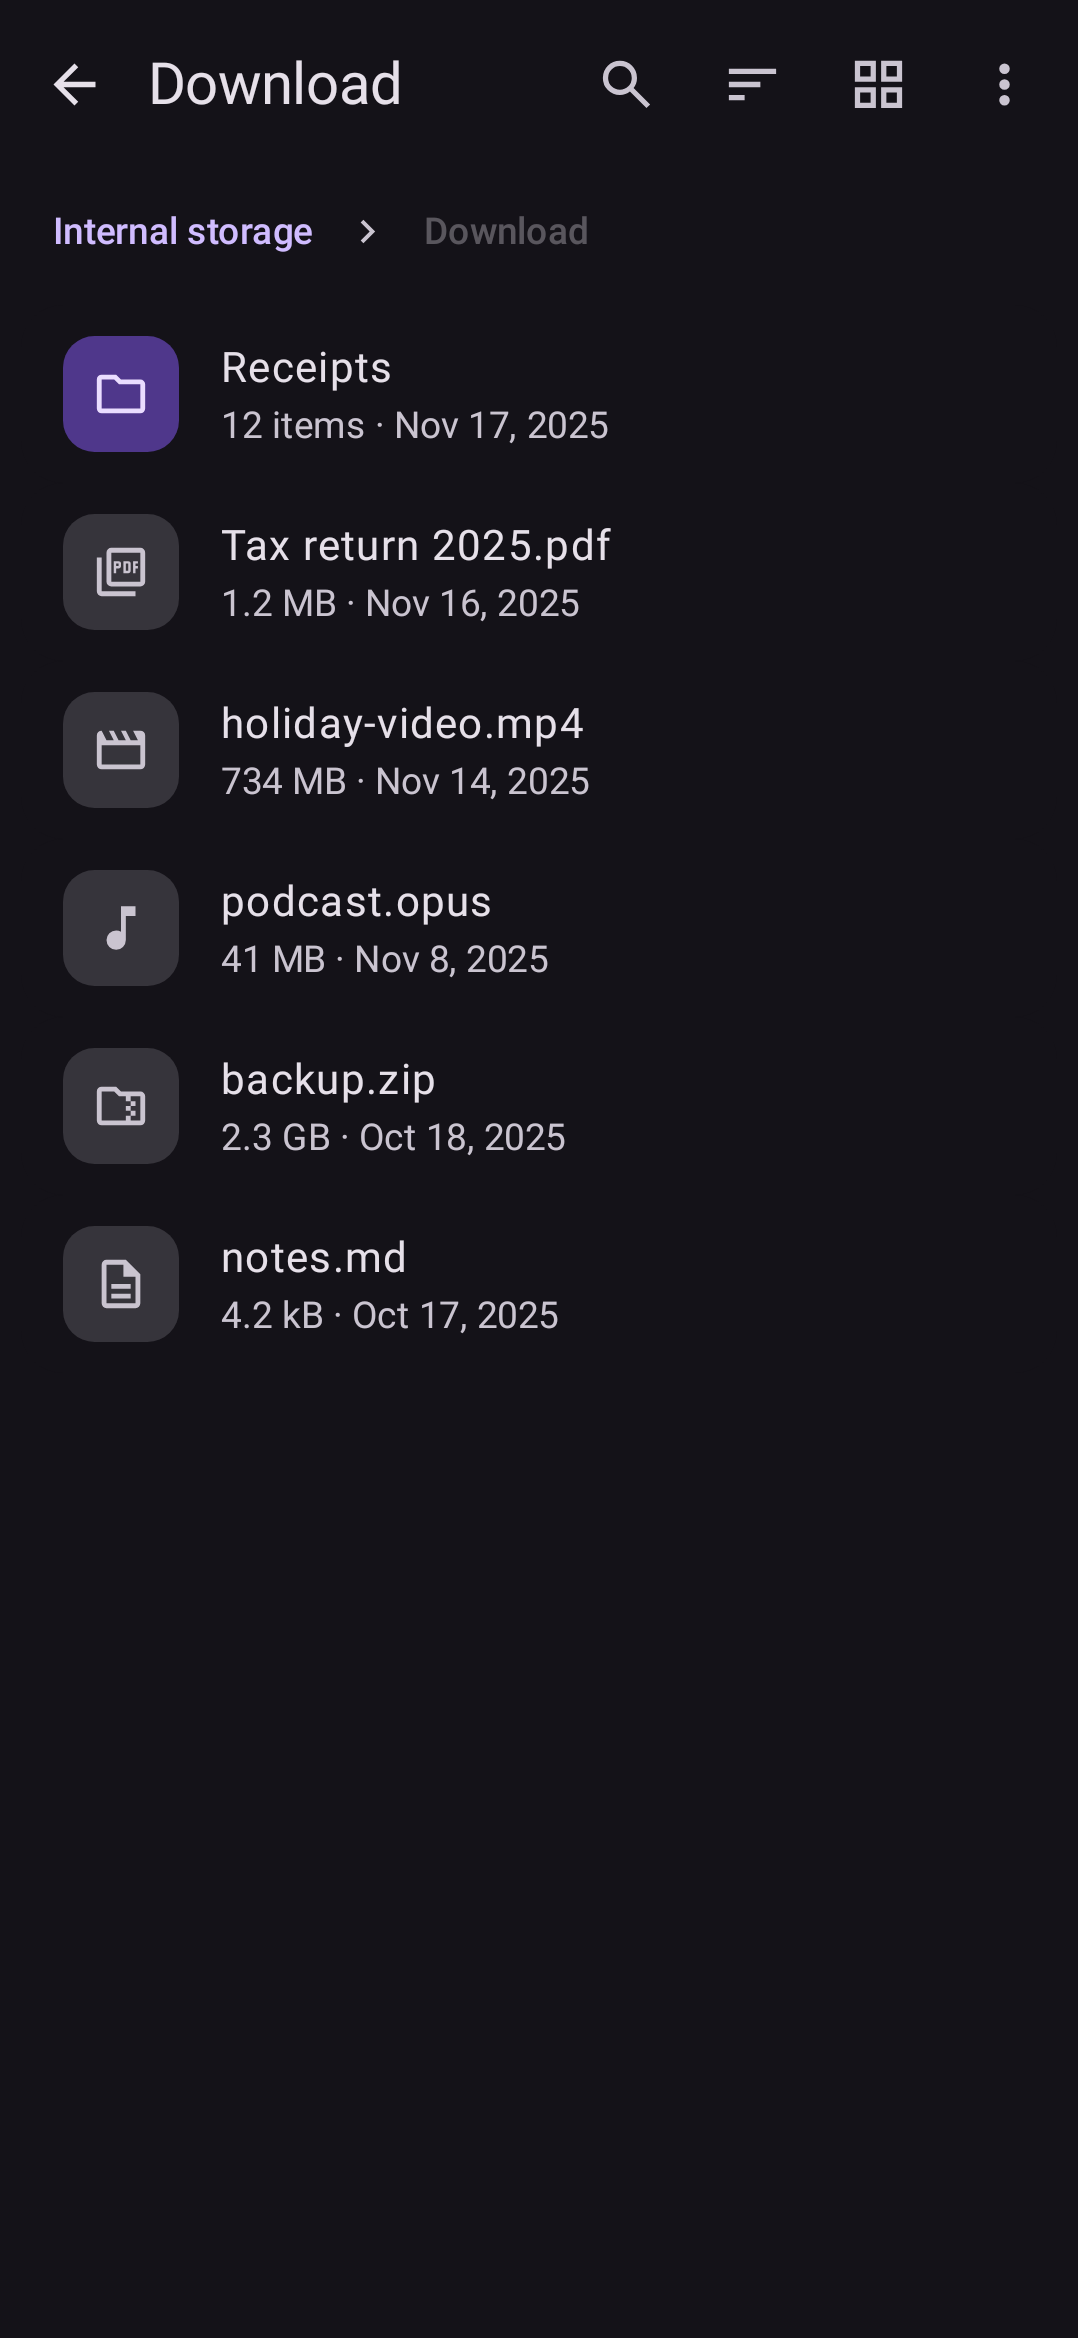 Download
Internal storage > Download
Receipts
12 items · Nov 17, 2025
PDF
Tax return 2025.pdf
1.2 MB · Nov 16, 2025
holiday-video.mp4
734 MB · Nov 14, 2025
podcast.opus
41 MB · Nov 8, 2025
backup.zip
2.3 GB · Oct 18, 2025
notes.md
4.2 kB · Oct 17, 2025